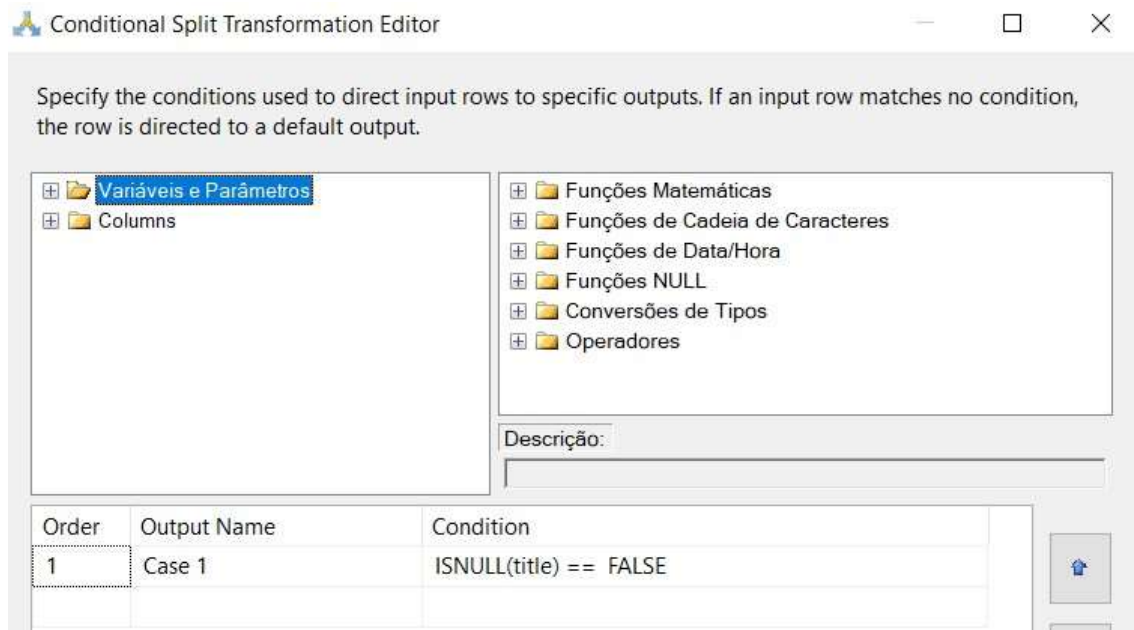 Conditional Split Transformation Editor
Specify the conditions used to direct input rows to specific outputs. If an input row matches no condition,
the row is directed to a default output.
Variáveis e Parâmetros
Columns
Funções Matemáticas
Funções de Cadeia de Caracteres
Funções de Data/Hora
Funções NULL
Conversões de Tipos
Operadores
Descrição:
Order Output Name Condition
1 Case 1 ISNULL(title) == FALSE